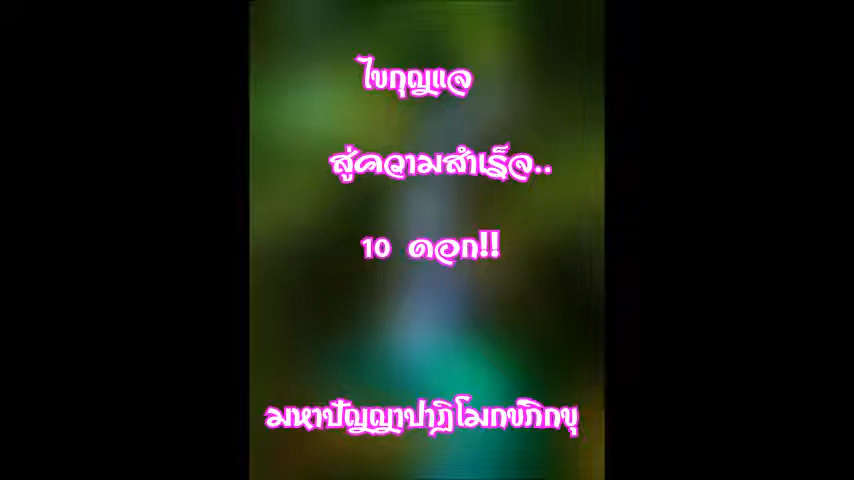 ไขกุญแจ
สู่ความสำเร็จ..
10 ดอก!!
มหาปัญญาปาฏิโมกขภิกขุ